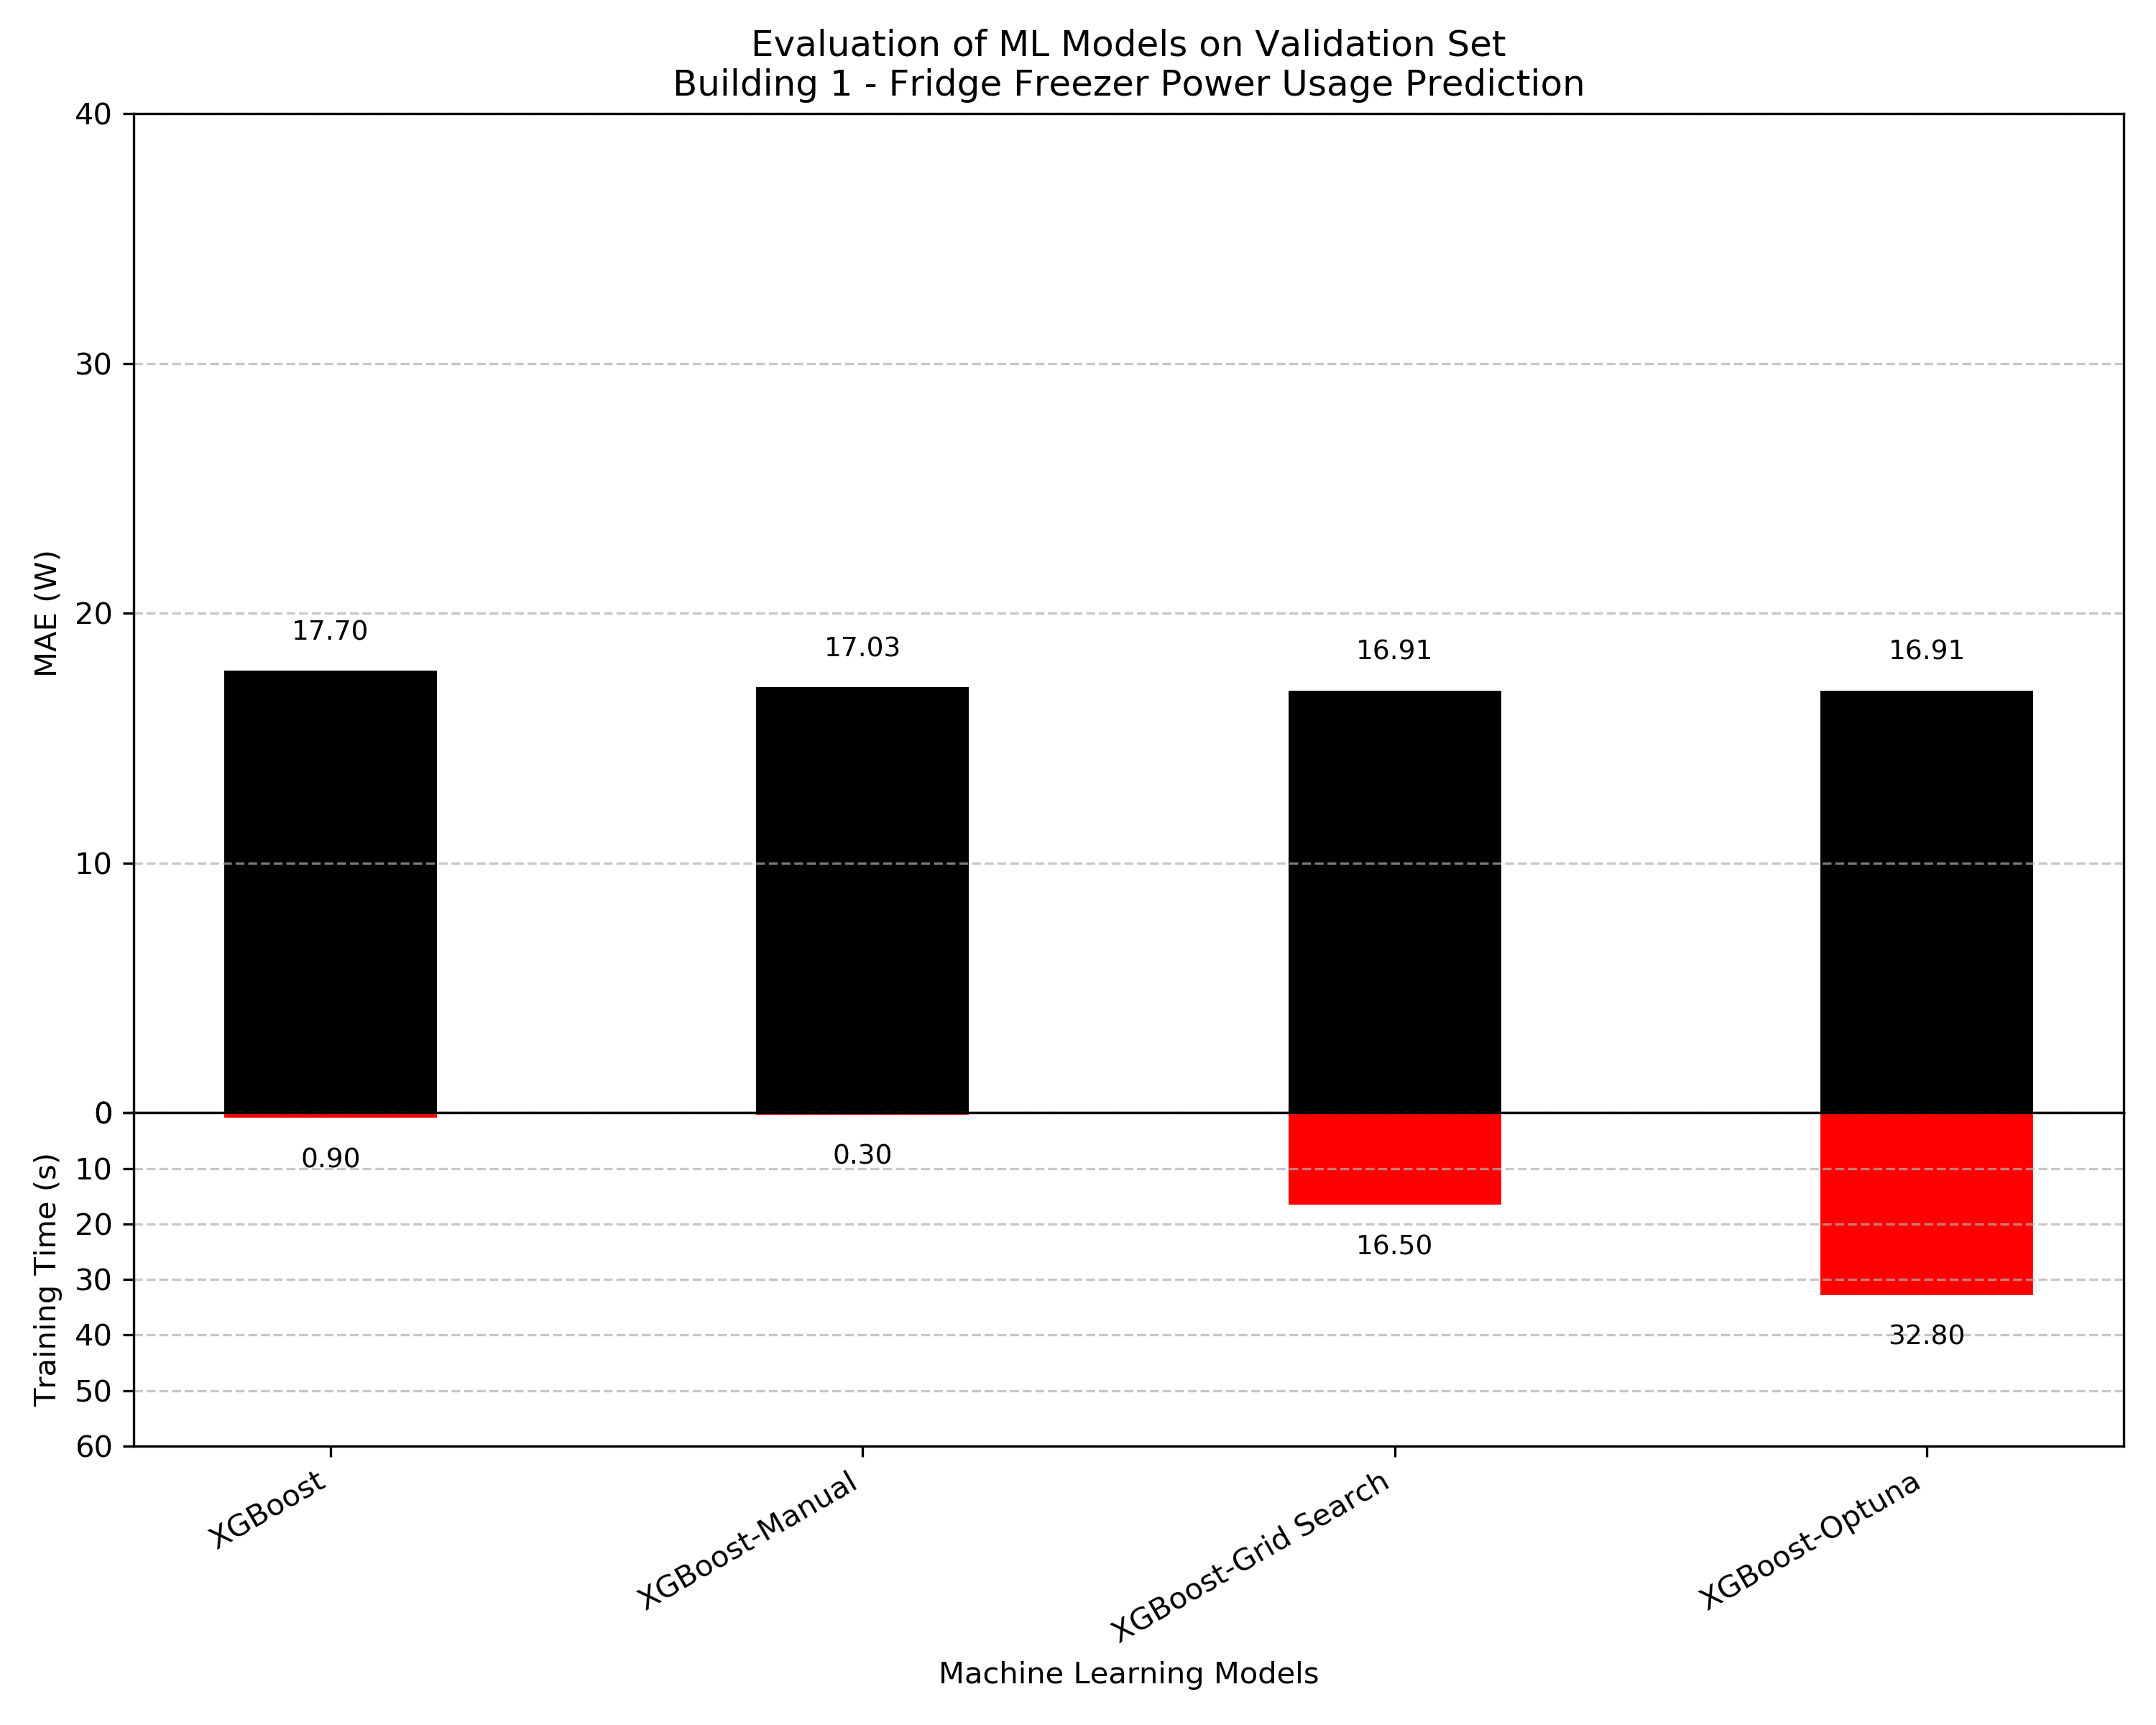 Evaluation of ML Models on Validation Set
Building 1 - Fridge Freezer Power Usage Prediction
MAE (W)
40
30
20
10
0
17.70
17.03
16.91
16.91
Training Time (s)
10
20
30
40
50
60
0.90
0.30
16.50
32.80
XGBoost
XGBoost-Manual
XGBoost-Grid Search
XGBoost-Optuna
Machine Learning Models